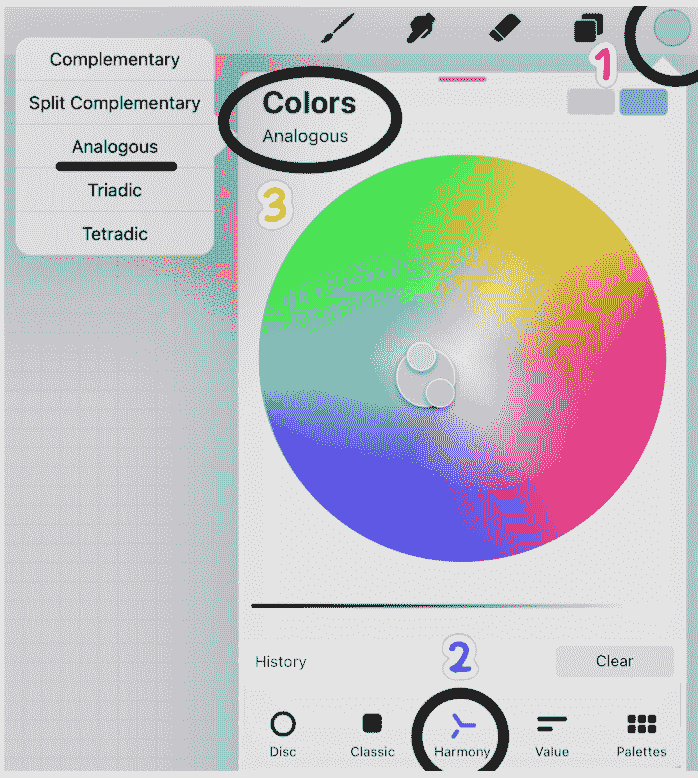 1
Complementary
Split Complementary
Analogous
Triadic
Tetradic
Colors
Analogous
3
2
History
Clear
Disc
Classic
Harmony
Value
Palettes